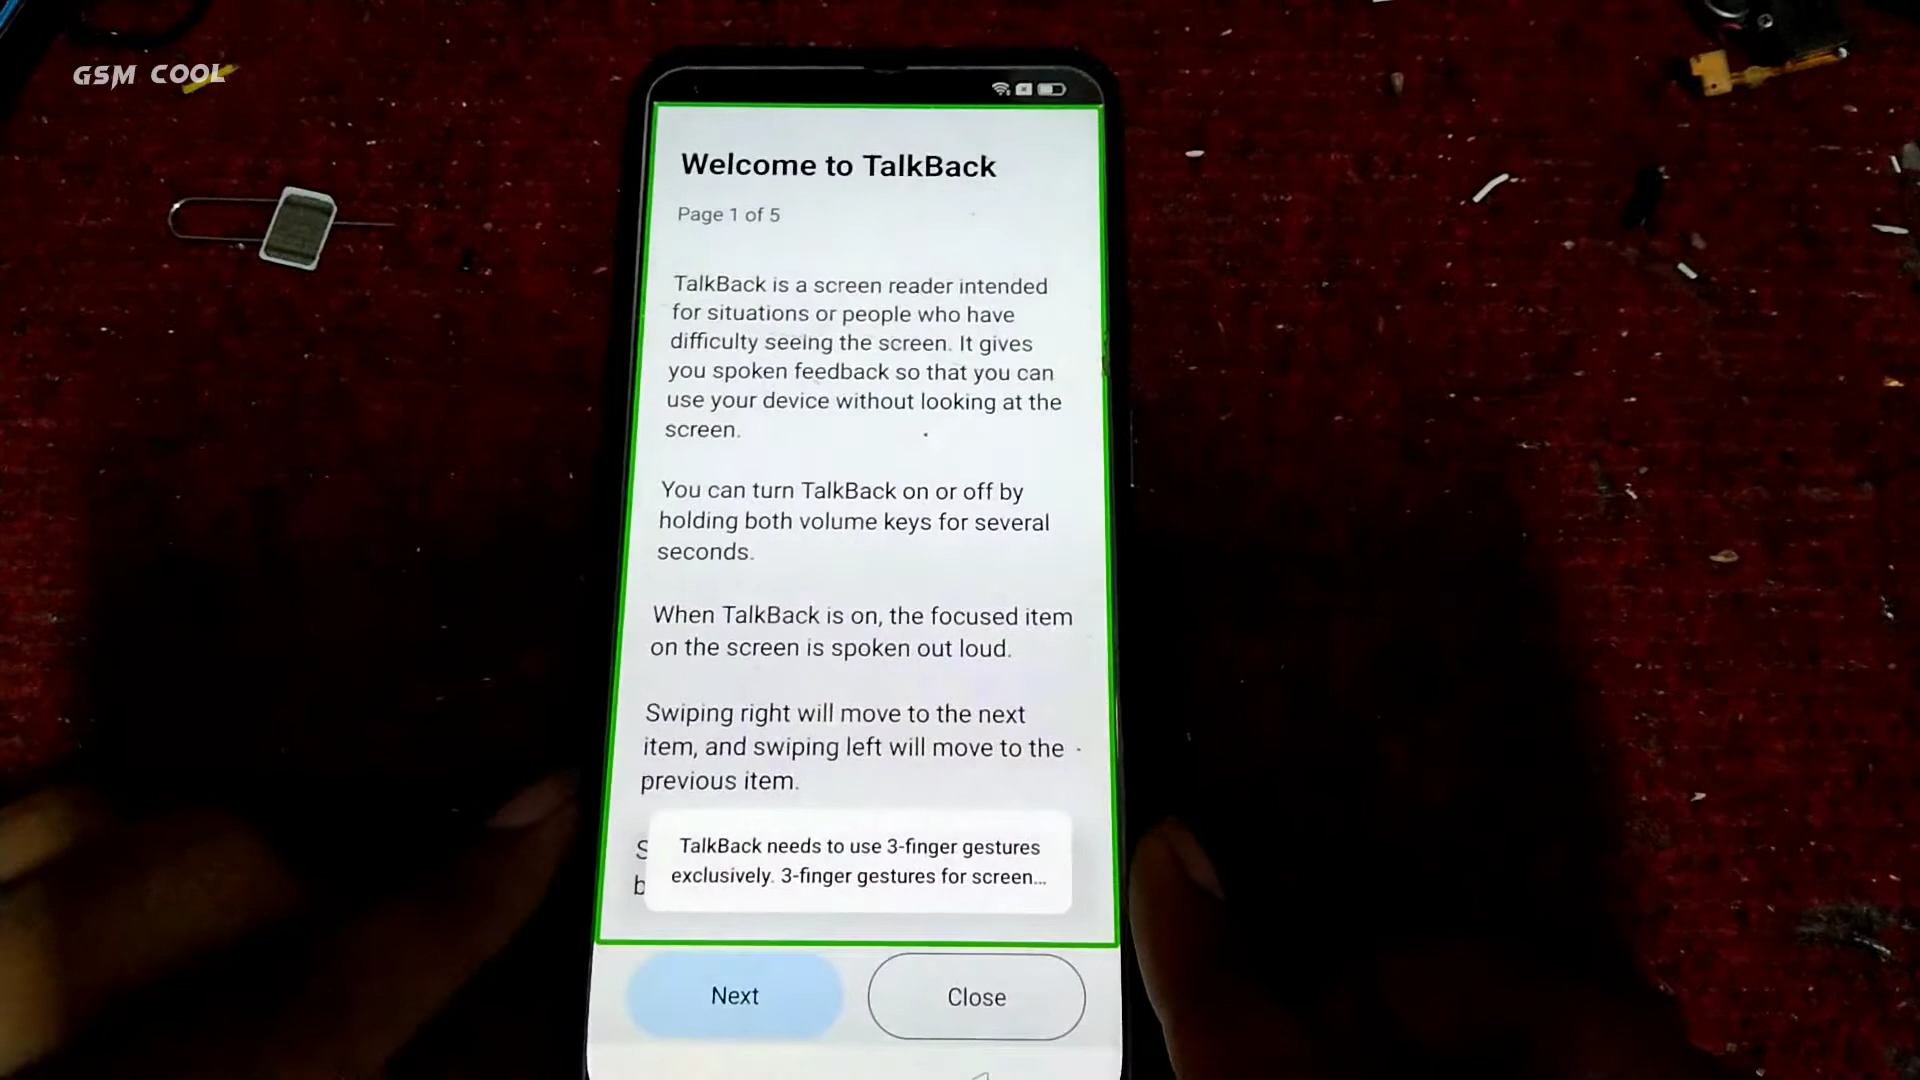 GSM COOL
Welcome to TalkBack
Page 1 of 5
TalkBack is a screen reader intended
for situations or people who have
difficulty seeing the screen. It gives
you spoken feedback so that you can
use your device without looking at the
screen.
You can turn TalkBack on or off by
holding both volume keys for several
seconds.
When TalkBack is on, the focused item
on the screen is spoken out loud.
Swiping right will move to the next
item, and swiping left will move to the
previous item.
TalkBack needs to use 3-finger gestures
exclusively. 3-finger gestures for screen...
Next
Close